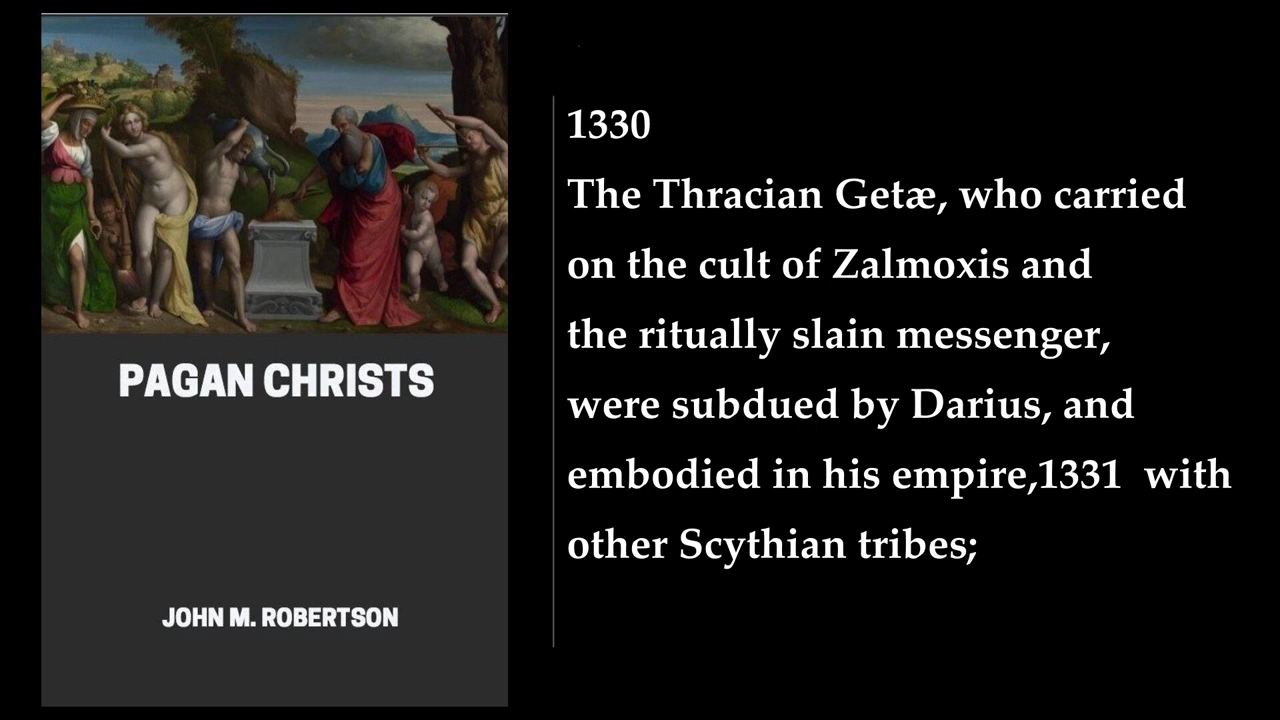 PAGAN CHRISTS
JOHN M. ROBERTSON
1330
The Thracian Getæ, who carried
on the cult of Zalmoxis and
the ritually slain messenger,
were subdued by Darius, and
embodied in his empire,1331 with
other Scythian tribes;